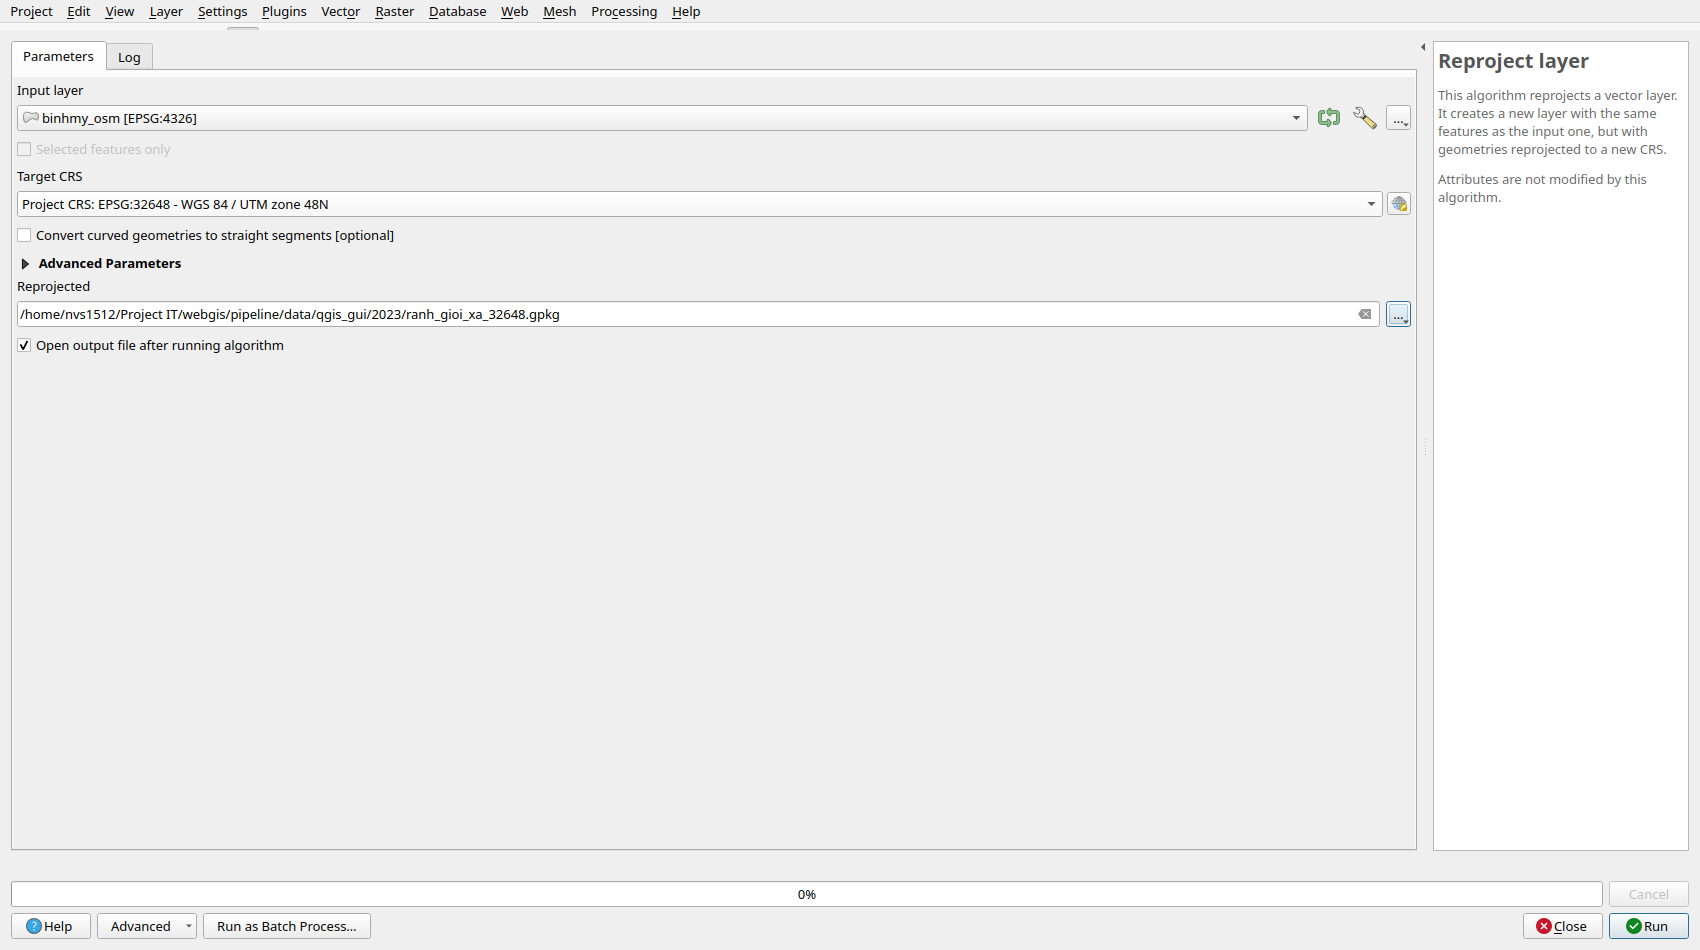 Project Edit View Layer Settings Plugins Vector Raster Database Web Mesh Processing Help
Parameters Log
Input layer
binhmy_osm [EPSG:4326]
...
Selected features only
Target CRS
Project CRS: EPSG:32648 - WGS 84 / UTM zone 48N
Convert curved geometries to straight segments [optional]
Advanced Parameters
Reprojected
/home/nvs1512/Project IT/webgis/pipeline/data/qgis_gui/2023/ranh_gioi_xa_32648.gpkg
...
Open output file after running algorithm
Reproject layer
This algorithm reprojects a vector layer.
It creates a new layer with the same
features as the input one, but with
geometries reprojected to a new CRS.
Attributes are not modified by this
algorithm.
0%
Cancel
Help Advanced Run as Batch Process... Close Run